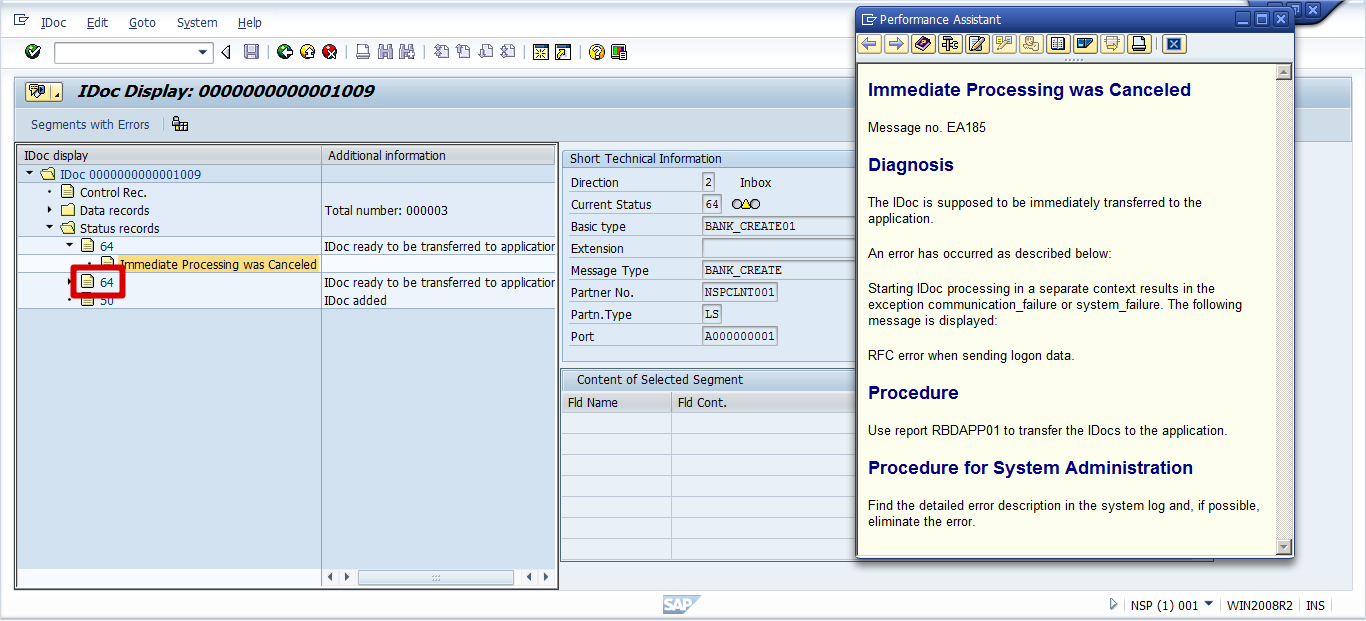 IDoc Edit Goto System Help
IDoc Display: 0000000000001009
Segments with Errors
IDoc display Additional information
IDoc 0000000000001009
Control Rec.
Data records Total number: 000003
Status records
64 IDoc ready to be transferred to application
Immediate Processing was Canceled
64 IDoc ready to be transferred to application
50 IDoc added
Short Technical Information
Direction 2 Inbox
Current Status 64
Basic type BANK_CREATE01
Extension
Message Type BANK_CREATE
Partner No. NSPCLNT001
Partn.Type LS
Port A000000001
Content of Selected Segment
Fld Name Fld Cont.
Performance Assistant
Immediate Processing was Canceled
Message no. EA185
Diagnosis
The IDoc is supposed to be immediately transferred to the
application.
An error has occurred as described below:
Starting IDoc processing in a separate context results in the
exception communication_failure or system_failure. The following
message is displayed:
RFC error when sending logon data.
Procedure
Use report RBDAPP01 to transfer the IDocs to the application.
Procedure for System Administration
Find the detailed error description in the system log and, if possible,
eliminate the error.
SAP
NSP (1) 001 WIN2008R2 INS